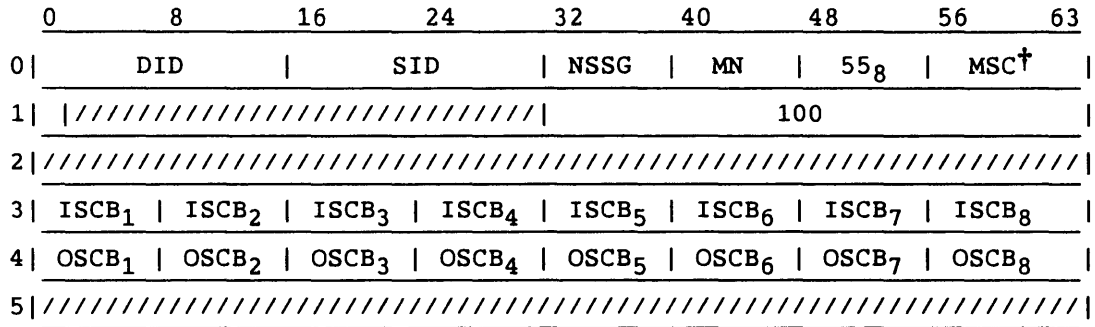 0 8 16 24 32 40 48 56 63
0| DID | SID | NSSG | MN | 55₈ | MSC† |
1| |/////////////////////////////| 100 |
2|/////////////////////////////////////////////////////////////////|
3| ISCB₁ | ISCB₂ | ISCB₃ | ISCB₄ | ISCB₅ | ISCB₆ | ISCB₇ | ISCB₈ |
4| OSCB₁ | OSCB₂ | OSCB₃ | OSCB₄ | OSCB₅ | OSCB₆ | OSCB₇ | OSCB₈ |
5|/////////////////////////////////////////////////////////////////|